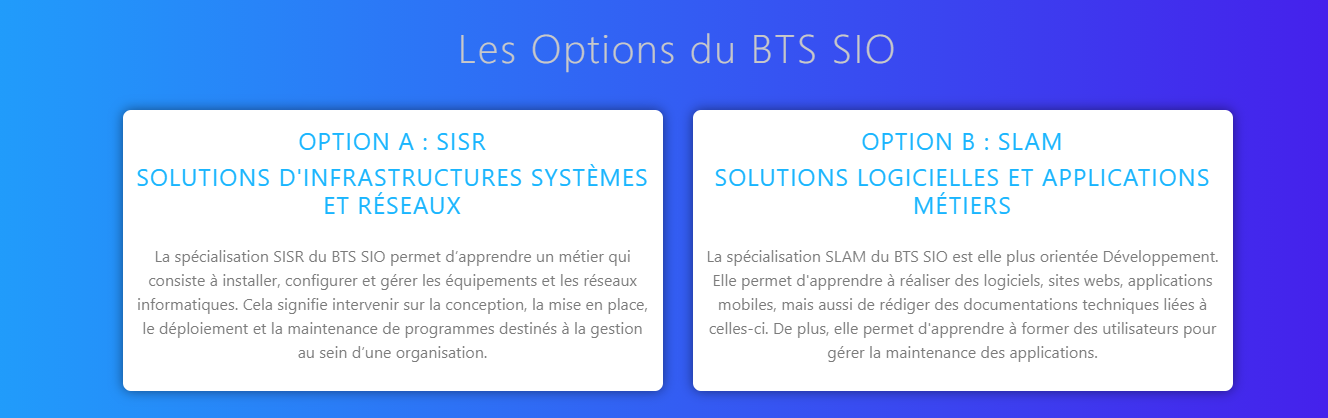 Les Options du BTS SIO
OPTION A : SISR
SOLUTIONS D'INFRASTRUCTURES SYSTÈMES
ET RÉSEAUX
La spécialisation SISR du BTS SIO permet d’apprendre un métier qui
consiste à installer, configurer et gérer les équipements et les réseaux
informatiques. Cela signifie intervenir sur la conception, la mise en place,
le déploiement et la maintenance de programmes destinés à la gestion
au sein d’une organisation.
OPTION B : SLAM
SOLUTIONS LOGICIELLES ET APPLICATIONS
MÉTIERS
La spécialisation SLAM du BTS SIO est elle plus orientée Développement.
Elle permet d'apprendre à réaliser des logiciels, sites webs, applications
mobiles, mais aussi de rédiger des documentations techniques liées à
celles-ci. De plus, elle permet d'apprendre à former des utilisateurs pour
gérer la maintenance des applications.